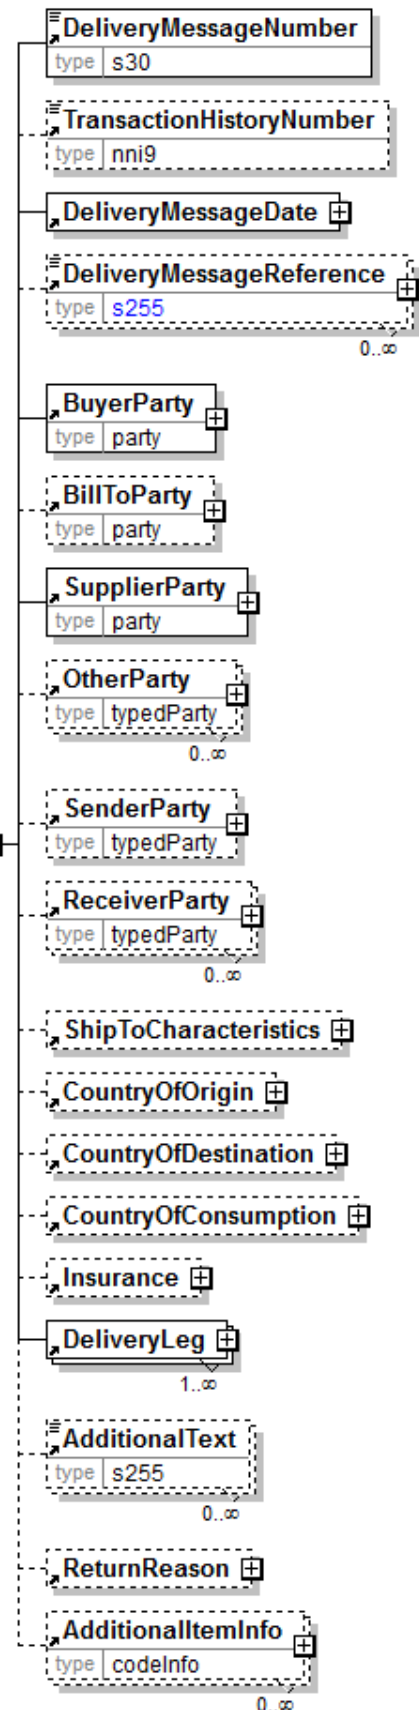 DeliveryMessageNumber
type s30
TransactionHistoryNumber
type nni9
DeliveryMessageDate
DeliveryMessageReference
type s255
0..∞
BuyerParty
type party
BillToParty
type party
SupplierParty
type party
OtherParty
type typedParty
0..∞
SenderParty
type typedParty
ReceiverParty
type typedParty
0..∞
ShipToCharacteristics
CountryOfOrigin
CountryOfDestination
CountryOfConsumption
Insurance
DeliveryLeg
1..∞
AdditionalText
type s255
0..∞
ReturnReason
AdditionalItemInfo
type codeInfo
0..∞